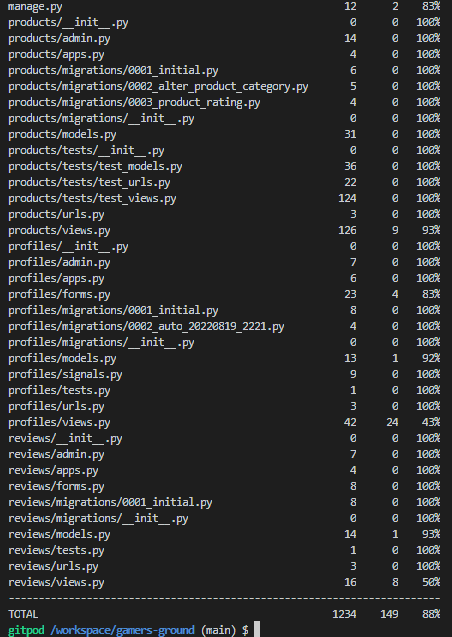 manage.py 12 2 83%
products/__init__.py 0 0 100%
products/admin.py 14 0 100%
products/apps.py 4 0 100%
products/migrations/0001_initial.py 6 0 100%
products/migrations/0002_alter_product_category.py 5 0 100%
products/migrations/0003_product_rating.py 4 0 100%
products/migrations/__init__.py 0 0 100%
products/models.py 31 0 100%
products/tests/__init__.py 0 0 100%
products/tests/test_models.py 36 0 100%
products/tests/test_urls.py 22 0 100%
products/tests/test_views.py 124 0 100%
products/urls.py 3 0 100%
products/views.py 126 9 93%
profiles/__init__.py 0 0 100%
profiles/admin.py 7 0 100%
profiles/apps.py 6 0 100%
profiles/forms.py 23 4 83%
profiles/migrations/0001_initial.py 8 0 100%
profiles/migrations/0002_auto_20220819_2221.py 4 0 100%
profiles/migrations/__init__.py 0 0 100%
profiles/models.py 13 1 92%
profiles/signals.py 9 0 100%
profiles/tests.py 1 0 100%
profiles/urls.py 3 0 100%
profiles/views.py 42 24 43%
reviews/__init__.py 0 0 100%
reviews/admin.py 7 0 100%
reviews/apps.py 4 0 100%
reviews/forms.py 8 0 100%
reviews/migrations/0001_initial.py 8 0 100%
reviews/migrations/__init__.py 0 0 100%
reviews/models.py 14 1 93%
reviews/tests.py 1 0 100%
reviews/urls.py 3 0 100%
reviews/views.py 16 8 50%
--------------------------------------------------------------------------------
TOTAL 1234 149 88%
gitpod /workspace/gamers-ground (main) $